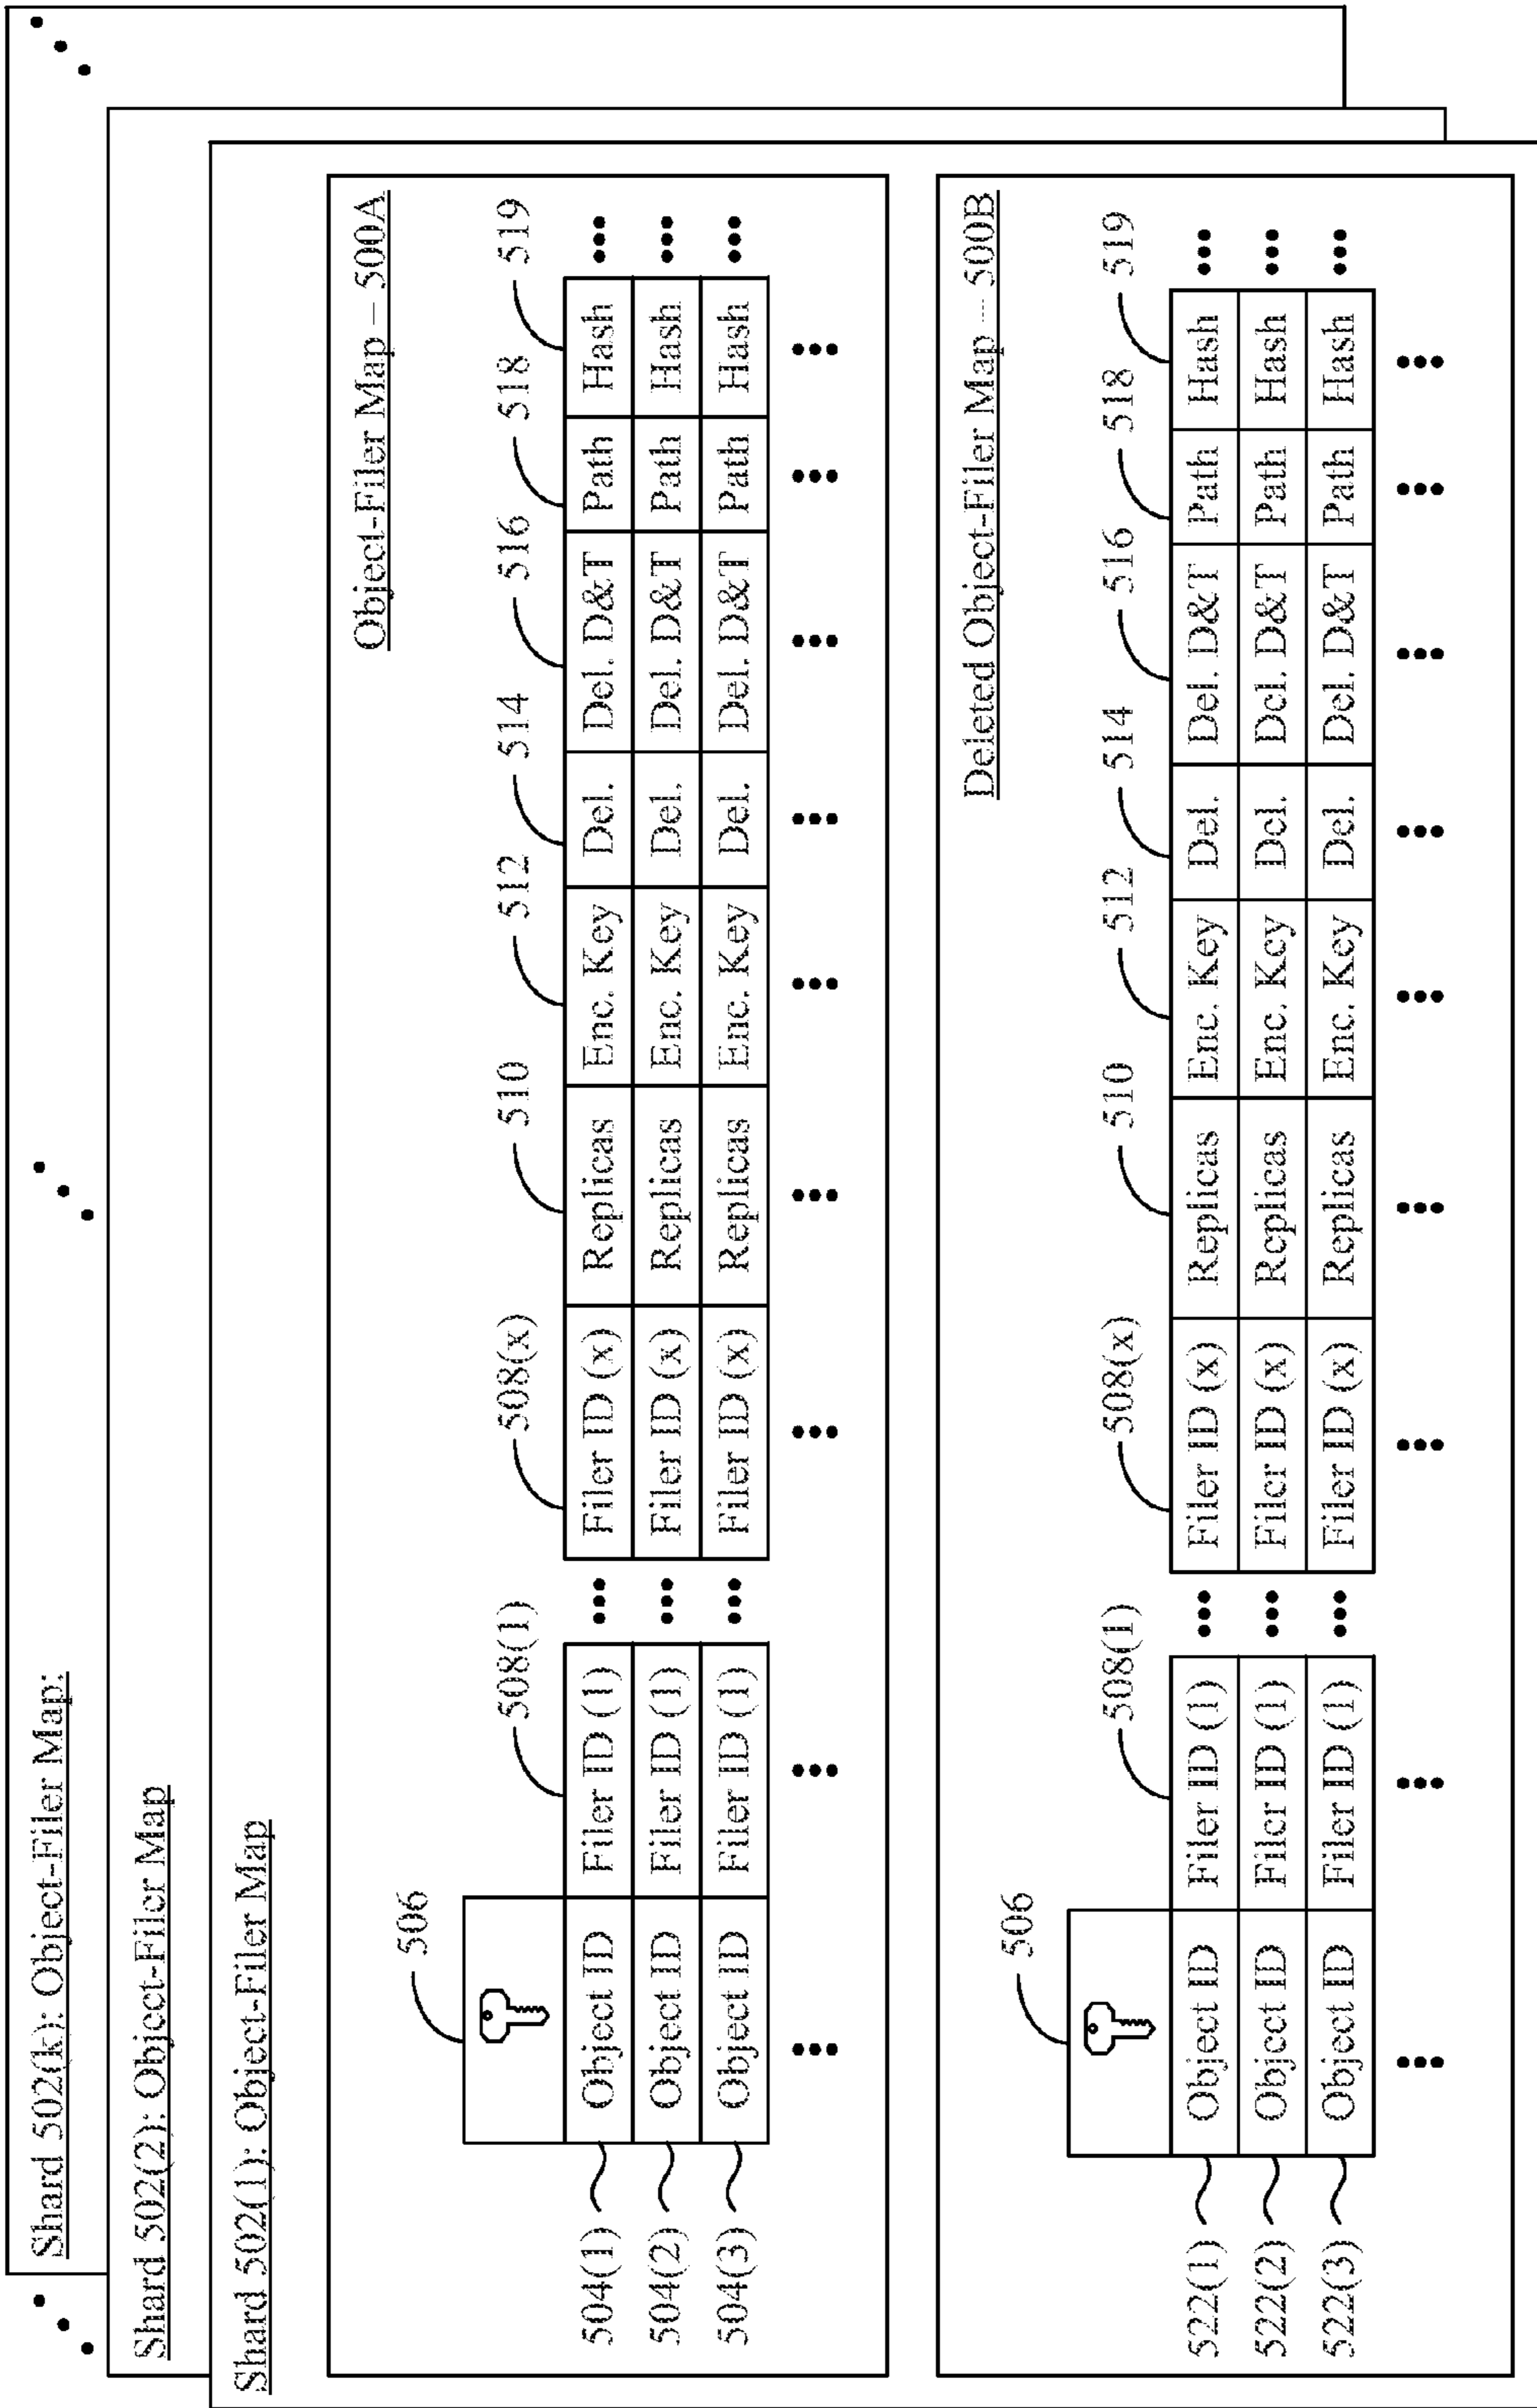 Shard 502(k): Object-Filer Map:
Shard 502(2): Object-Filer Map
Shard 502(1): Object-Filer Map
Object-Filer Map – 500A
506 508(1) 508(x) 510 512 514 516 518 519
504(1) Object ID Filer ID (1) ••• Filer ID (x) Replicas Enc. Key Del. Del. D&T Path Hash •••
504(2) Object ID Filer ID (1) ••• Filer ID (x) Replicas Enc. Key Del. Del. D&T Path Hash •••
504(3) Object ID Filer ID (1) ••• Filer ID (x) Replicas Enc. Key Del. Del. D&T Path Hash •••
Deleted Object-Filer Map – 500B
506 508(1) 508(x) 510 512 514 516 518 519
522(1) Object ID Filer ID (1) ••• Filer ID (x) Replicas Enc. Key Del. Del. D&T Path Hash •••
522(2) Object ID Filer ID (1) ••• Filer ID (x) Replicas Enc. Key Del. Del. D&T Path Hash •••
522(3) Object ID Filer ID (1) ••• Filer ID (x) Replicas Enc. Key Del. Del. D&T Path Hash •••